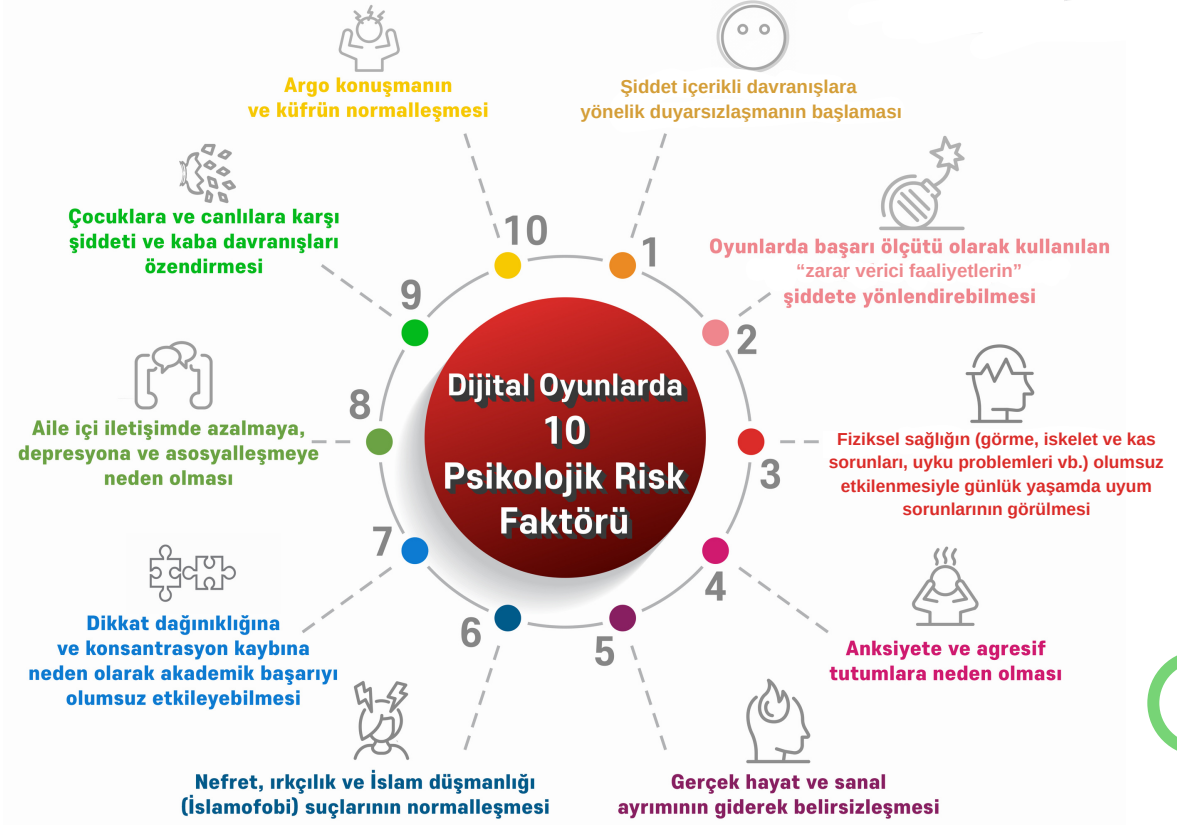 Dijital Oyunlarda
10
Psikolojik Risk
Faktörü
1
Şiddet içerikli davranışlara
yönelik duyarsızlaşmanın başlaması
2
Oyunlarda başarı ölçütü olarak kullanılan
“zarar verici faaliyetlerin”
şiddete yönlendirebilmesi
3
Fiziksel sağlığın (görme, iskelet ve kas
sorunları, uyku problemleri vb.) olumsuz
etkilenmesiyle günlük yaşamda uyum
sorunlarının görülmesi
4
Anksiyete ve agresif
tutumlara neden olması
5
Gerçek hayat ve sanal
ayrımının giderek belirsizleşmesi
6
Nefret, ırkçılık ve İslam düşmanlığı
(İslamofobi) suçlarının normalleşmesi
7
Dikkat dağınıklığına
ve konsantrasyon kaybına
neden olarak akademik başarıyı
olumsuz etkileyebilmesi
8
Aile içi iletişimde azalmaya,
depresyona ve asosyalleşmeye
neden olması
9
Çocuklara ve canlılara karşı
şiddeti ve kaba davranışları
özendirmesi
10
Argo konuşmanın
ve küfrün normalleşmesi